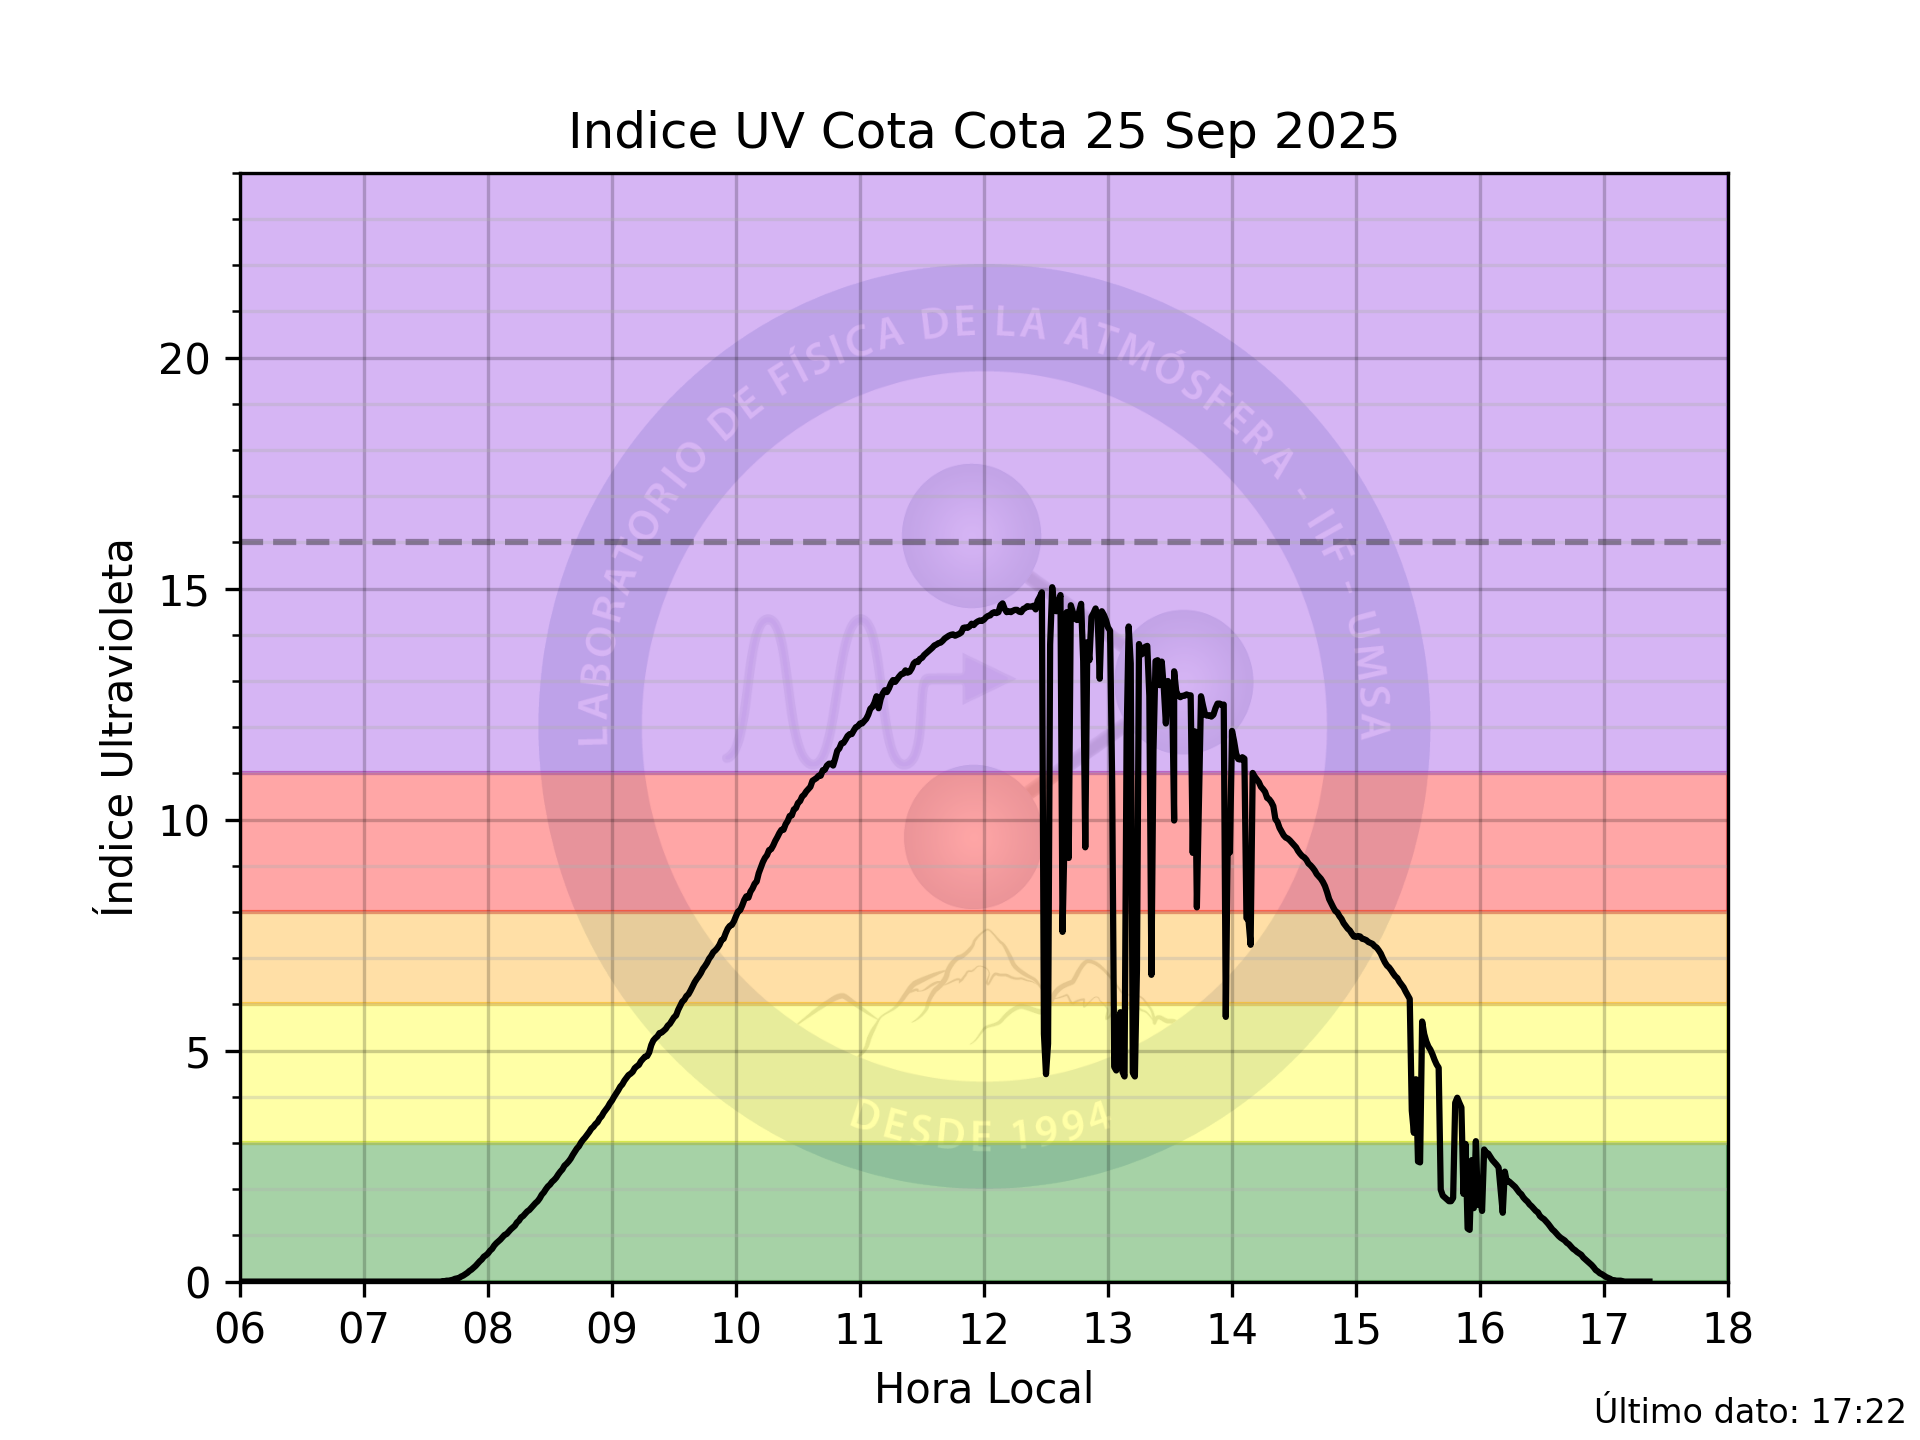 Indice UV Cota Cota 25 Sep 2025
LABORATORIO DE FÍSICA DE LA ATMÓSFERA - IIF - UMSA
DESDE 1994
Índice Ultravioleta
20
15
10
5
0
06 07 08 09 10 11 12 13 14 15 16 17 18
Hora Local
Último dato: 17:22